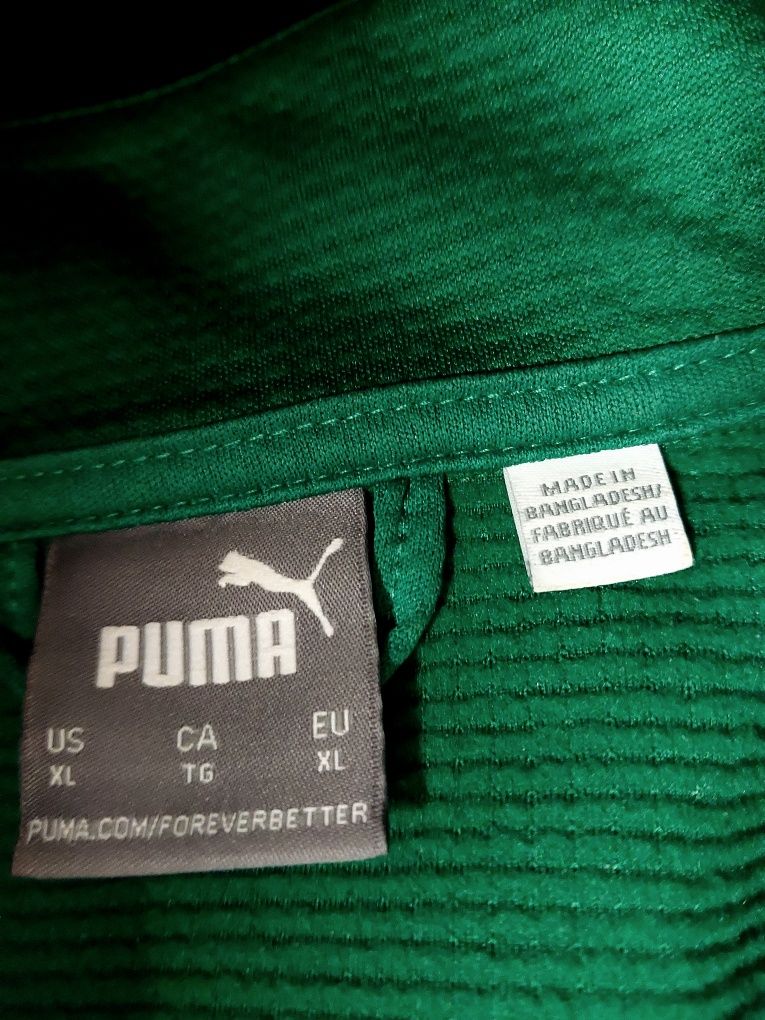 MADE IN
BANGLADESH/
FABRIQUÉ AU
BANGLADESH
PUMA
US CA EU
XL TG XL
PUMA.COM/FOREVERBETTER